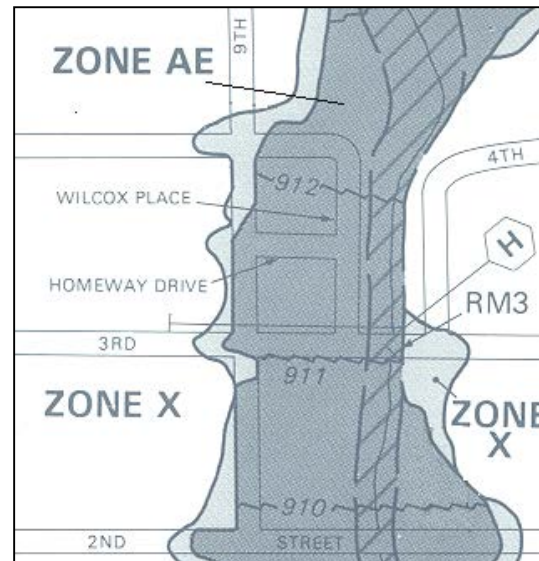 9TH
ZONE AE
4TH
912
WILCOX PLACE
H
HOMEWAY DRIVE
RM3
3RD
911
ZONE X
ZONE
X
910
2ND STREET